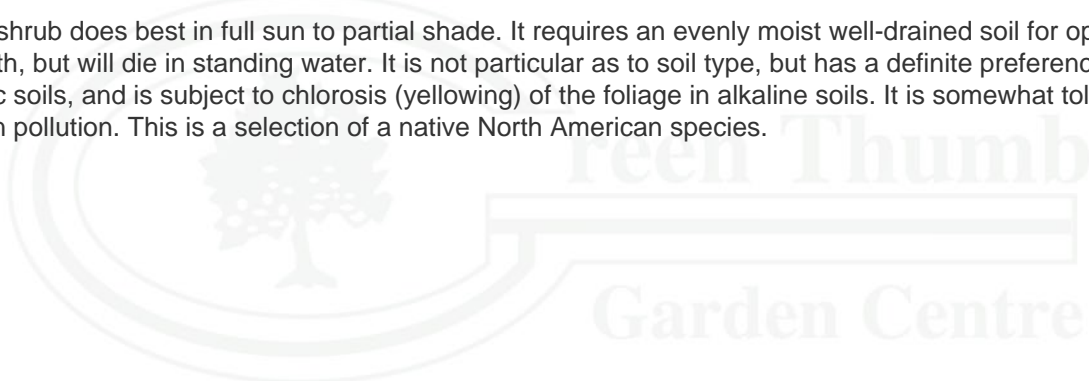 shrub does best in full sun to partial shade. It requires an evenly moist well-drained soil for op
th, but will die in standing water. It is not particular as to soil type, but has a definite preferenc
c soils, and is subject to chlorosis (yellowing) of the foliage in alkaline soils. It is somewhat tol
n pollution. This is a selection of a native North American species.
reen Thumb
Garden Centre